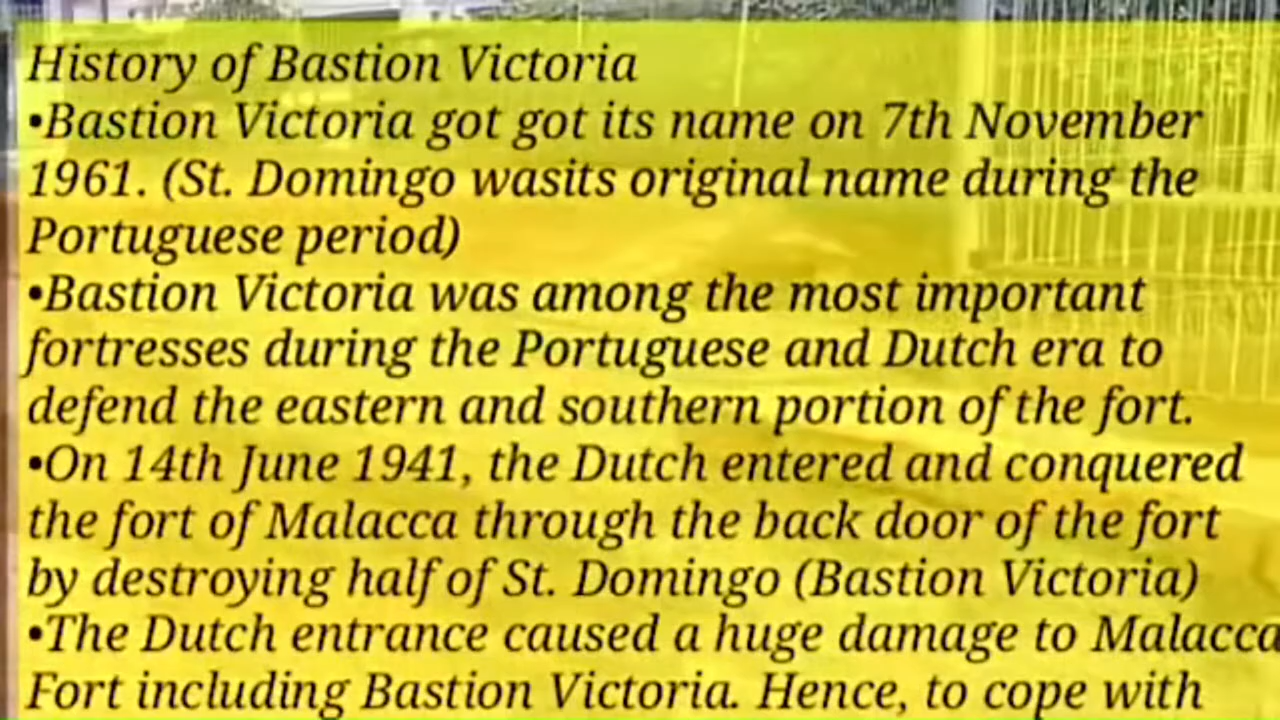 History of Bastion Victoria
•Bastion Victoria got got its name on 7th November
1961. (St. Domingo wasits original name during the
Portuguese period)
•Bastion Victoria was among the most important
fortresses during the Portuguese and Dutch era to
defend the eastern and southern portion of the fort.
•On 14th June 1941, the Dutch entered and conquered
the fort of Malacca through the back door of the fort
by destroying half of St. Domingo (Bastion Victoria)
•The Dutch entrance caused a huge damage to Malacca
Fort including Bastion Victoria. Hence, to cope with